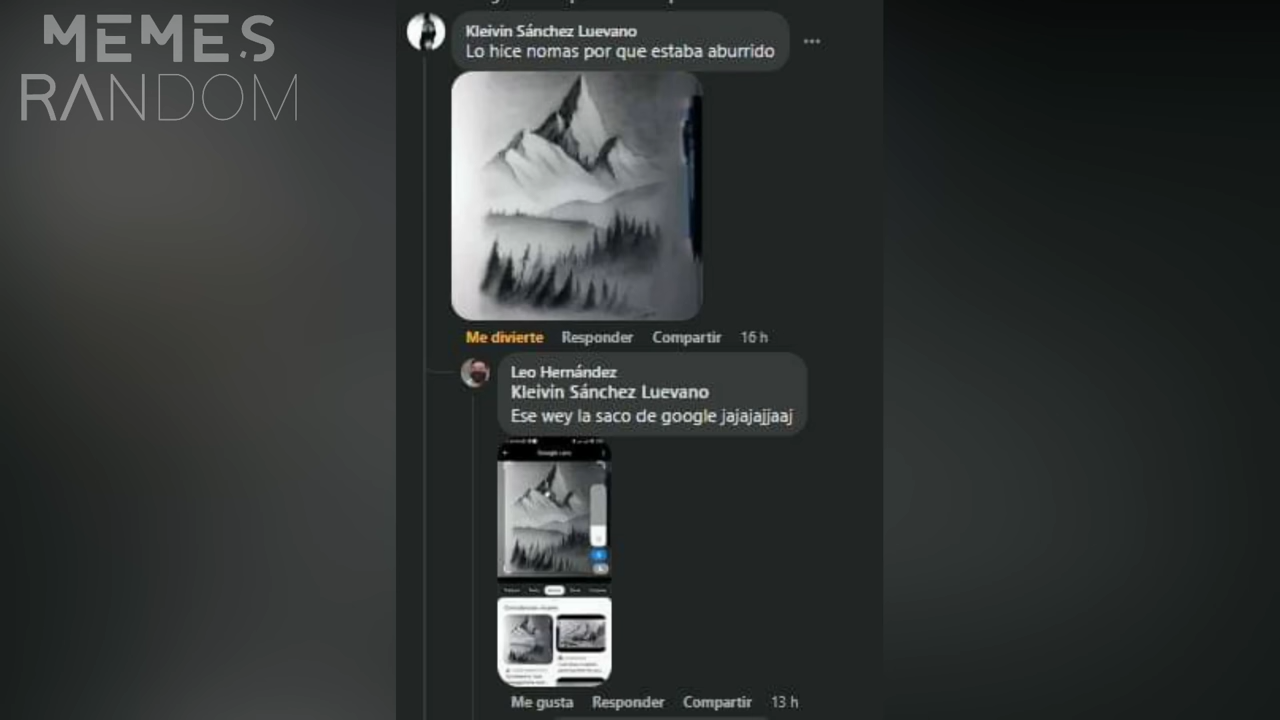 MEMES
RANDOM
Kleivin Sánchez Luevano
Lo hice nomas por que estaba aburrido
Me divierte Responder Compartir 16 h
Leo Hernández
Kleivin Sánchez Luevano
Ese wey la saco de google jajajajjaaj
Me gusta Responder Compartir 13 h